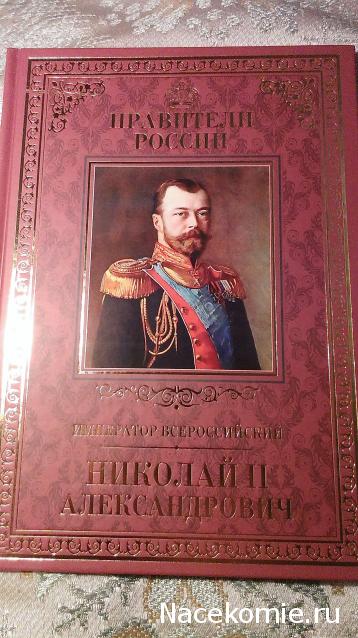 ПРАВИТЕЛИ
РОССИИ
ИМПЕРАТОР ВСЕРОССИЙСКИЙ
НИКОЛАЙ II
АЛЕКСАНДРОВИЧ
Nacekomie.ru